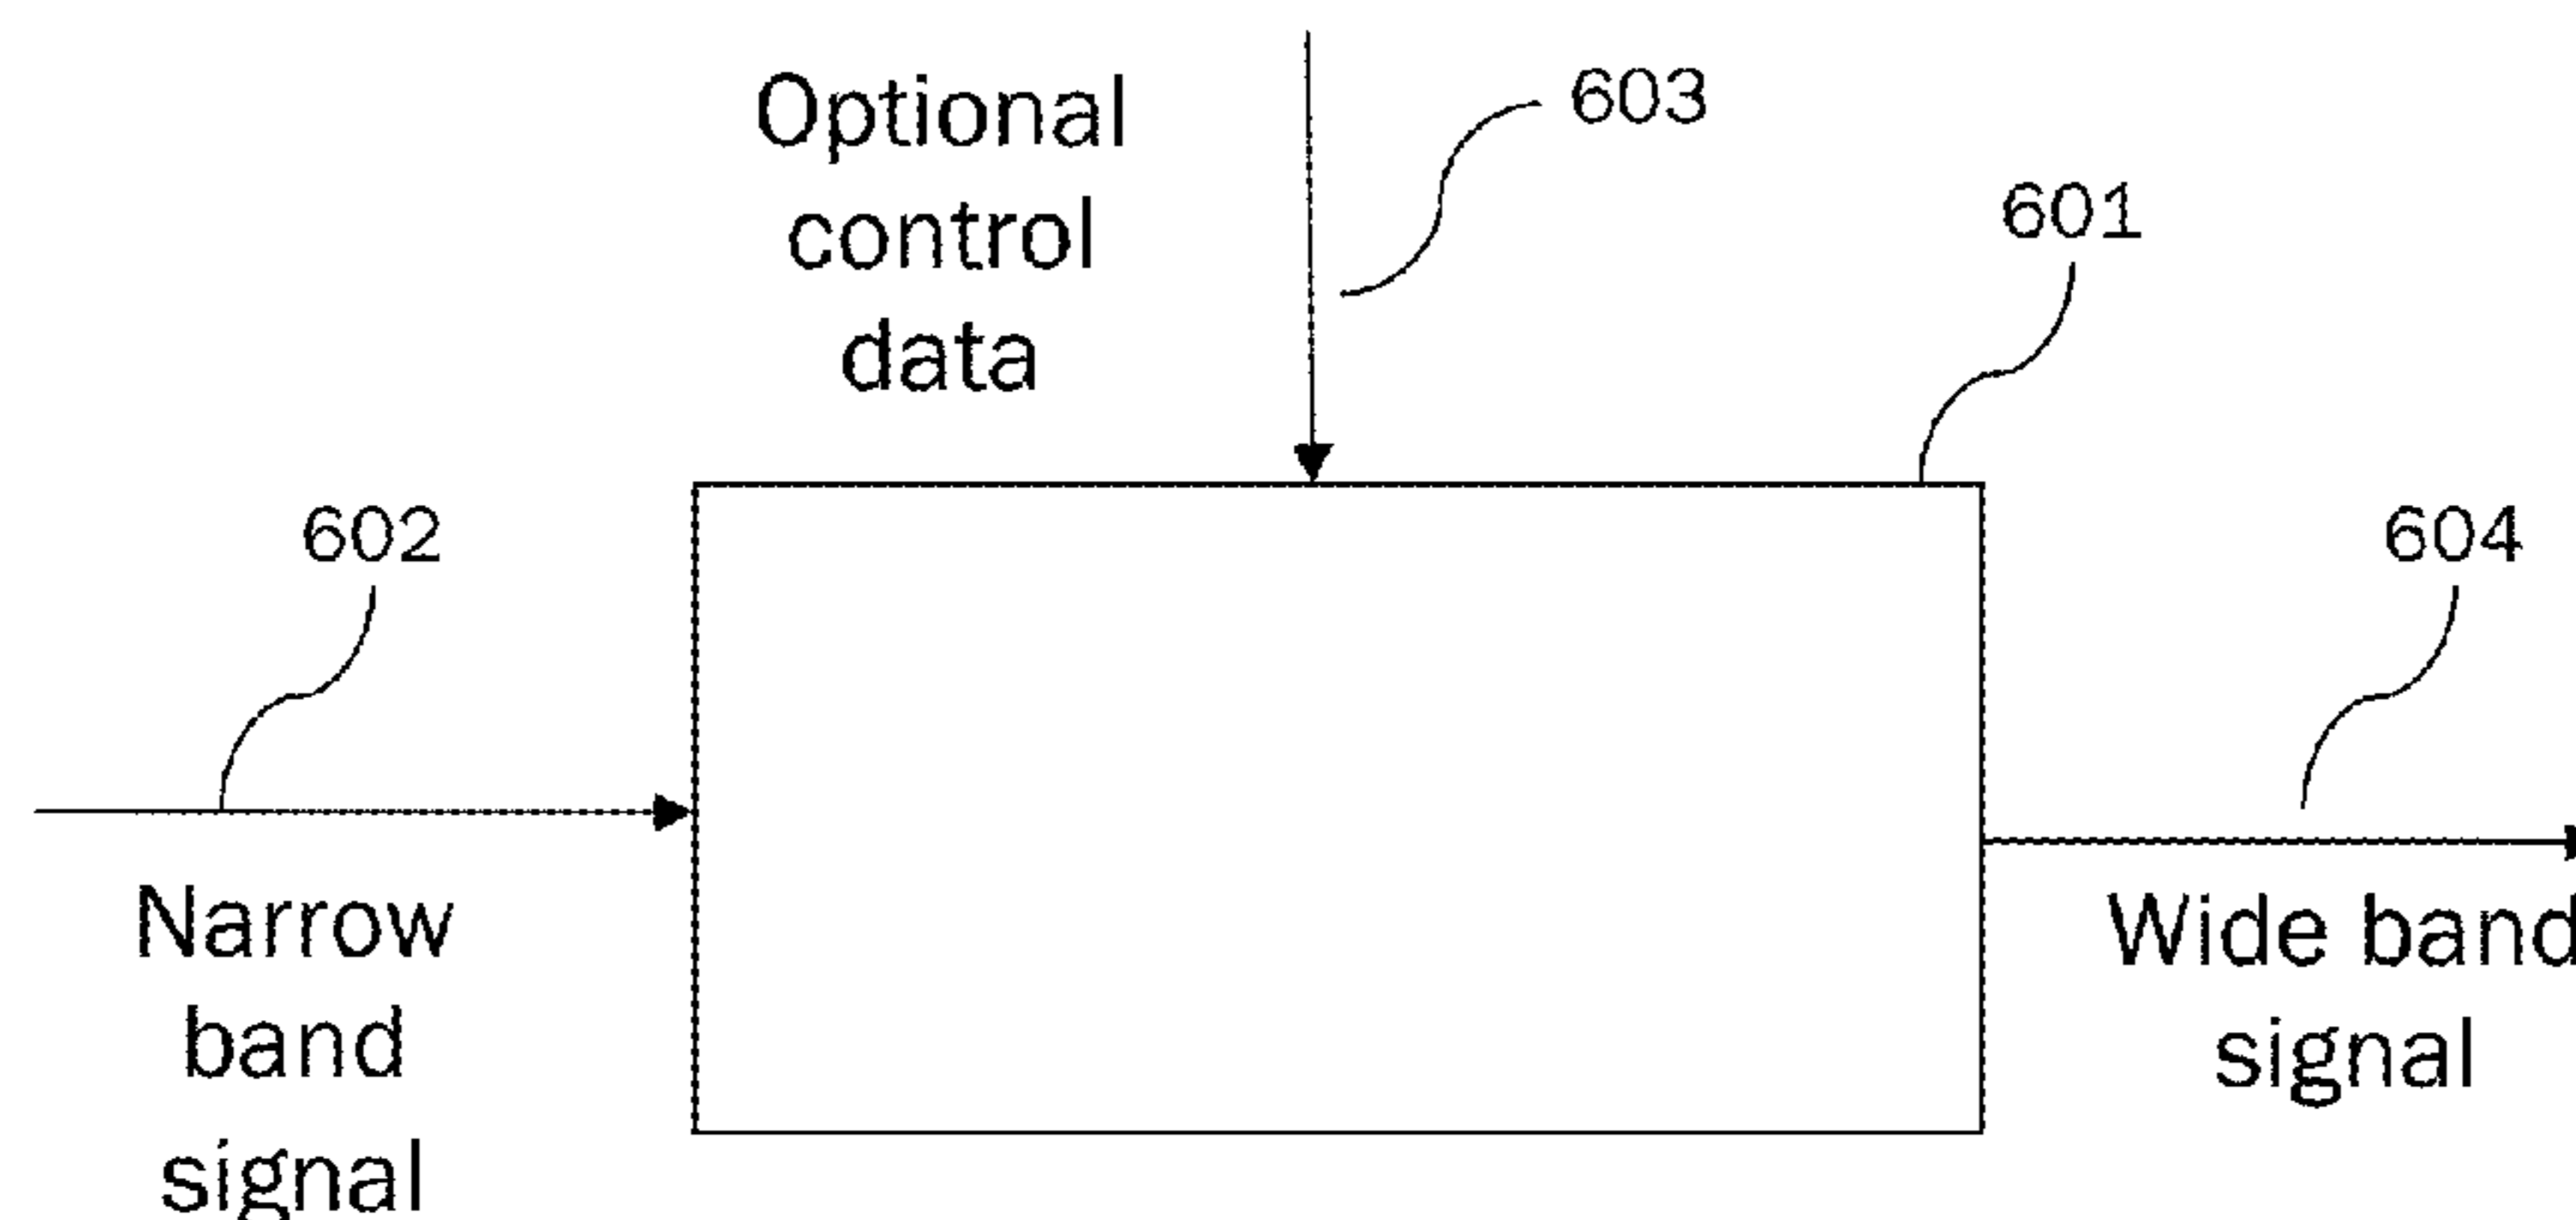 Optional
control
data
603
601
602
604
Narrow
band
signal
Wide band
signal